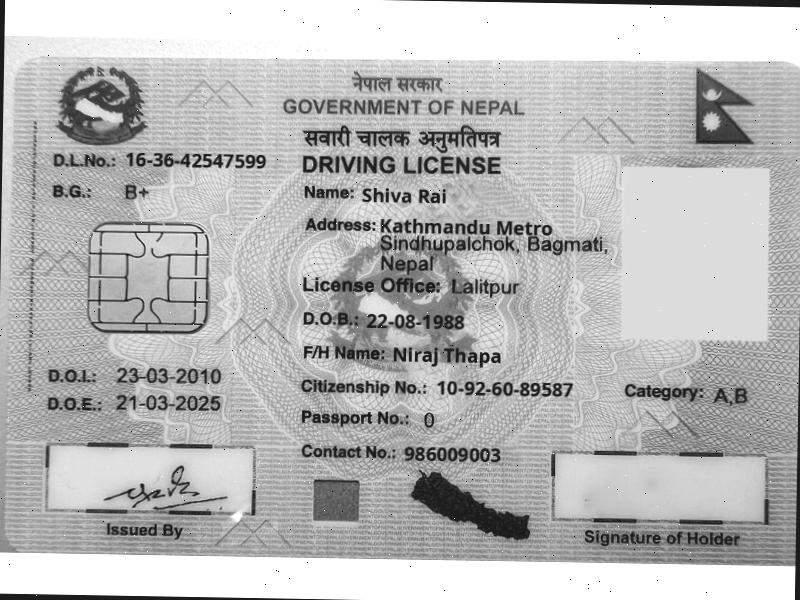 नेपाल सरकार
GOVERNMENT OF NEPAL
सवारी चालक अनुमतिपत्र
DRIVING LICENSE
D.L.No.: 16-36-42547599
B.G.: B+
Name: Shiva Rai
Address: Kathmandu Metro
Sindhupalchok, Bagmati,
Nepal
License Office: Lalitpur
D.O.B.: 22-08-1988
F/H Name: Niraj Thapa
D.O.I.: 23-03-2010
Citizenship No.: 10-92-60-89587
Category: A,B
D.O.E.: 21-03-2025
Passport No.: 0
Contact No.: 986009003
Issued By
Signature of Holder